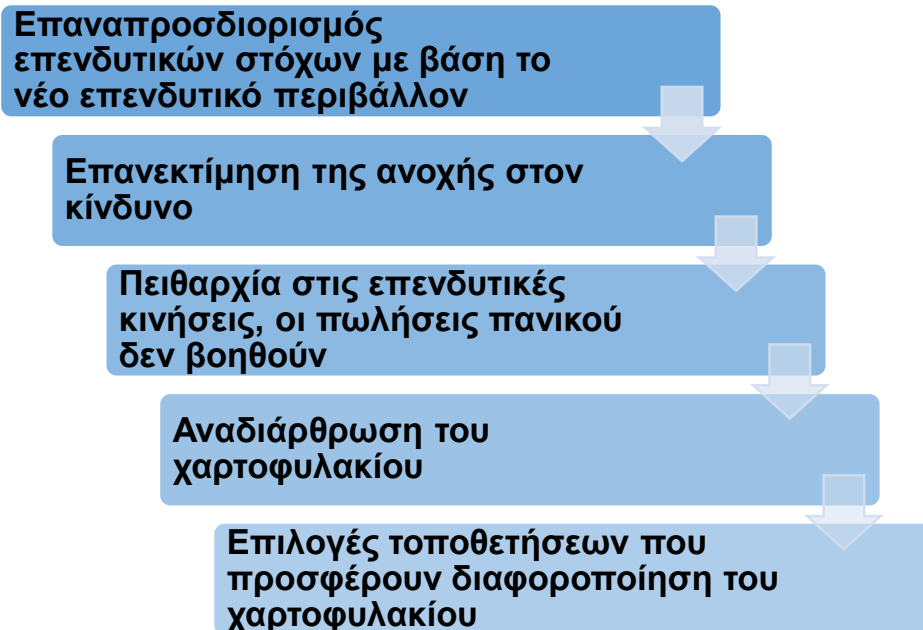 Επαναπροσδιορισμός
επενδυτικών στόχων με βάση το
νέο επενδυτικό περιβάλλον
Επανεκτίμηση της ανοχής στον
κίνδυνο
Πειθαρχία στις επενδυτικές
κινήσεις, οι πωλήσεις πανικού
δεν βοηθούν
Αναδιάρθρωση του
χαρτοφυλακίου
Επιλογές τοποθετήσεων που
προσφέρουν διαφοροποίηση του
χαρτοφυλακίου